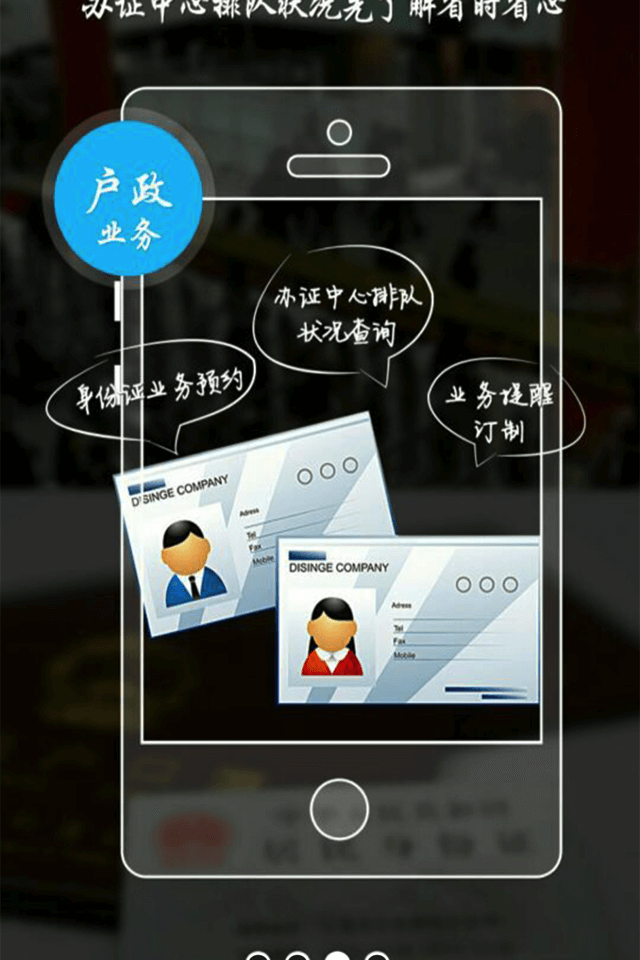 办证中心排队状况先了解省时省心
户政
业务
办证中心排队
状况查询
身份证业务预约
业务提醒
订制
DISINGE COMPANY
Adress
Tel
Fax
Mobile
DISINGE COMPANY
Adress
Tel
Fax
Mobile